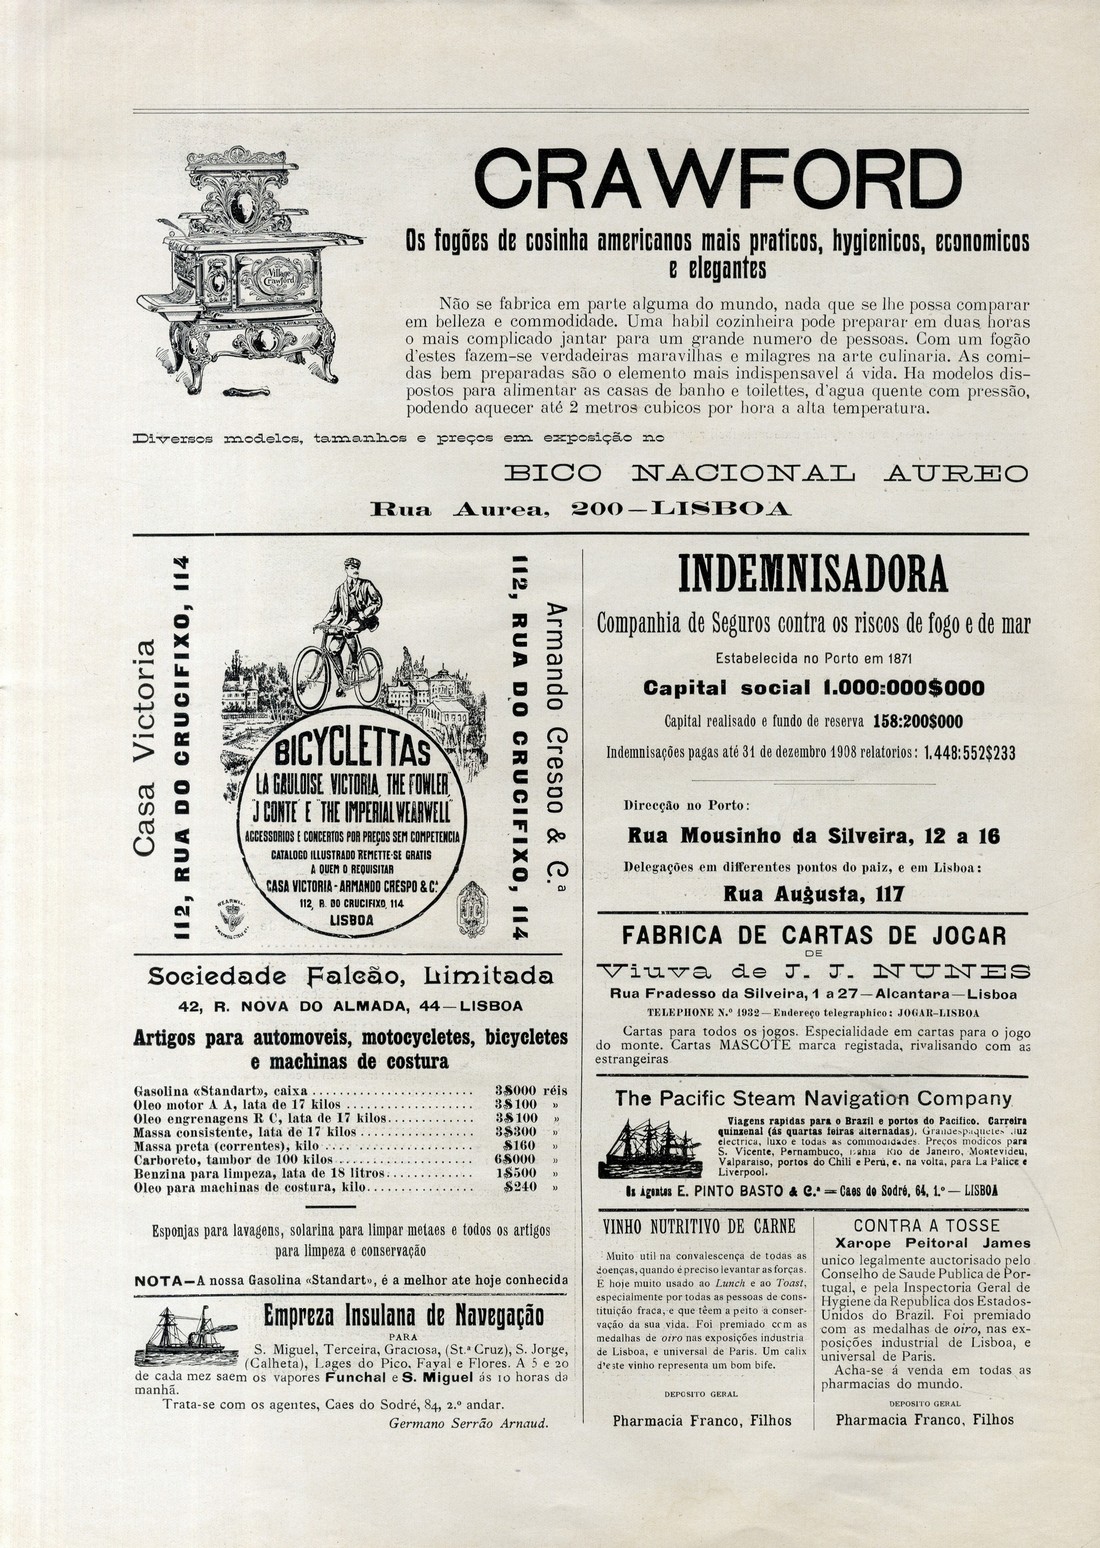 CRAWFORD
Os fogões de cosinha americanos mais praticos, hygienicos, economicos
e elegantes
Village
Crawford
Não se fabrica em parte alguma do mundo, nada que se lhe possa comparar
em belleza e commodidade. Uma habil cozinheira pode preparar em duas horas
o mais complicado jantar para um grande numero de pessoas. Com um fogão
d'estes fazem-se verdadeiras maravilhas e milagres na arte culinaria. As comi-
das bem preparadas são o elemento mais indispensavel á vida. Ha modelos dis-
postos para alimentar as casas de banho e toilettes, d'agua quente com pressão,
podendo aquecer até 2 metros cubicos por hora a alta temperatura.
Diversos modelos, tamanhos e preços em exposição no
BICO NACIONAL AUREO
Rua Aurea, 200—LISBOA
Casa Victoria
112, RUA DO CRUCIFIXO, 114
BICYCLETTAS
LA GAULOISE, VICTORIA, THE FOWLER
J CONTE E "THE IMPERIAL WEARWELL"
ACCESSORIOS E CONCERTOS POR PREÇOS SEM COMPETENCIA
CATALOGO ILLUSTRADO REMETTE-SE GRATIS
A QUEM O REQUISITAR
CASA VICTORIA-ARMANDO CRESPO & C.ª
112, R. DO CRUCIFIXO, 114
LISBOA
112, RUA DO CRUCIFIXO, 114
Armando Crespo & C.ª
Sociedade Falcão, Limitada
42, R. NOVA DO ALMADA, 44—LISBOA
Artigos para automoveis, motocycletes, bicycletes
e machinas de costura
Gasolina «Standart», caixa ........................ 3$000 réis
Oleo motor A A, lata de 17 kilos ................... 3$100 »
Oleo engrenagens R C, lata de 17 kilos............. 3$100 »
Massa consistente, lata de 17 kilos ................ 3$300 »
Massa preta (correntes), kilo ...................... $160 »
Carboreto, tambor de 100 kilos .................... 6$000 »
Benzina para limpeza, lata de 18 litros............ 1$500 »
Oleo para machinas de costura, kilo................ $240 »
Esponjas para lavagens, solarina para limpar metaes e todos os artigos
para limpeza e conservação
NOTA—A nossa Gasolina «Standart», é a melhor ate hoje conhecida
Empreza Insulana de Navegação
PARA
S. Miguel, Terceira, Graciosa, (St.ª Cruz), S. Jorge,
(Calheta), Lages do Pico, Fayal e Flores. A 5 e 20
de cada mez saem os vapores Funchal e S. Miguel ás 10 horas da
manhã.
Trata-se com os agentes, Caes do Sodré, 84, 2.º andar.
Germano Serrão Arnaud.
INDEMNISADORA
Companhia de Seguros contra os riscos de fogo e de mar
Estabelecida no Porto em 1871
Capital social 1.000:000$000
Capital realisado e fundo de reserva 158:200$000
Indemnisações pagas até 31 de dezembro 1908 relatorios: 1.448:552$233
Direcção no Porto:
Rua Mousinho da Silveira, 12 a 16
Delegações em differentes pontos do paiz, e em Lisboa:
Rua Augusta, 117
FABRICA DE CARTAS DE JOGAR
DE
Viuva de J. J. NUNES
Rua Fradesso da Silveira, 1 a 27—Alcantara—Lisboa
TELEPHONE N.º 1932—Endereço telegraphico: JOGAR-LISBOA
Cartas para todos os jogos. Especialidade em cartas para o jogo
do monte. Cartas MASCOTE marca registada, rivalisando com as
estrangeiras
The Pacific Steam Navigation Company
Viagens rapidas para o Brazil e portos do Pacifico. Carreira
quinzenal (ás quartas feiras alternadas). Grandes paquetes luz
electrica, luxo e todas as commodidades. Preços modicos para
S. Vicente, Pernambuco, Bahia Rio de Janeiro, Montevideu,
Valparaiso, portos do Chili e Perú, e, na volta, para La Palice e
Liverpool.
Os Agentes E. PINTO BASTO & C.ª = Caes do Sodré, 64, 1.º — LISBOA
VINHO NUTRITIVO DE CARNE
Muito util na convalescença de todas as
doenças, quando é preciso levantar as forças.
E hoje muito usado ao Lunch e ao Toast,
especialmente por todas as pessoas de cons-
tituição fraca, e que têem a peito a conser-
vação da sua vida. Foi premiado com as
medalhas de oiro nas exposições industria
de Lisboa, e universal de Paris. Um calix
d'este vinho representa um bom bife.
DEPOSITO GERAL
Pharmacia Franco, Filhos
CONTRA A TOSSE
Xarope Peitoral James
unico legalmente auctorisado pelo
Conselho de Saude Publica de Por-
tugal, e pela Inspectoria Geral de
Hygiene da Republica dos Estados-
Unidos do Brazil. Foi premiado
com as medalhas de oiro, nas ex-
posições industrial de Lisboa, e
universal de Paris.
Acha-se á venda em todas as
pharmacias do mundo.
DEPOSITO GERAL
Pharmacia Franco, Filhos